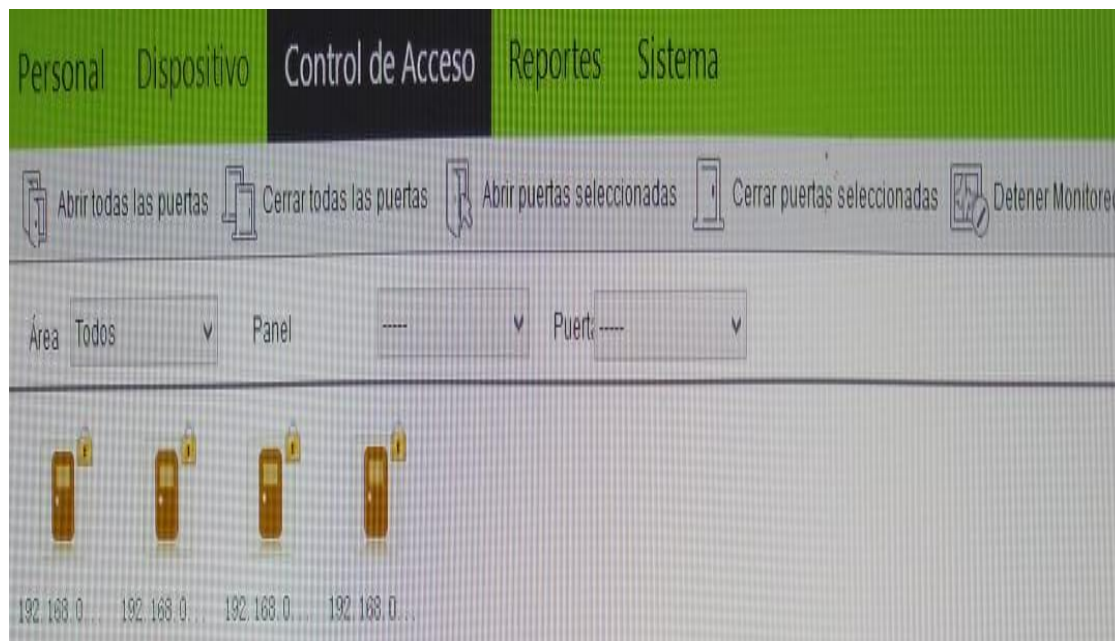 Personal Dispositivo Control de Acceso Reportes Sistema
Abrir todas las puertas Cerrar todas las puertas Abrir puertas seleccionadas Cerrar puertas seleccionadas Detener Monitoreo
Área Todos Panel ----- Puerta -----
192.168.0... 192.168.0... 192.168.0... 192.168.0...